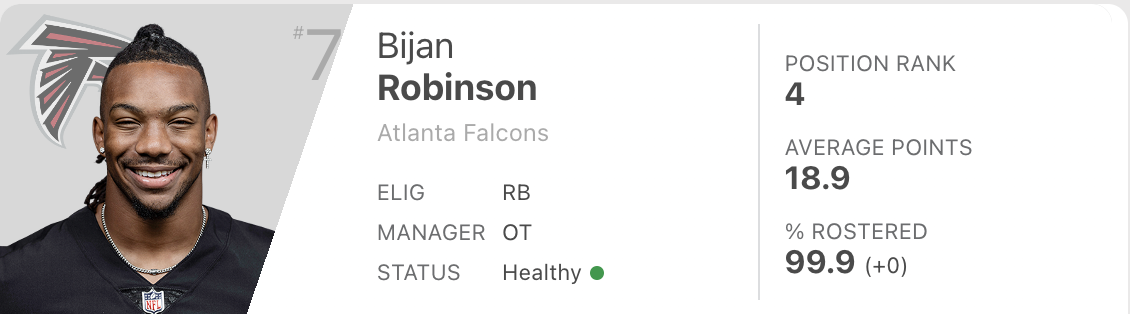 #7
Bijan
Robinson
Atlanta Falcons
ELIG RB
MANAGER OT
STATUS Healthy
POSITION RANK
4
AVERAGE POINTS
18.9
% ROSTERED
99.9 (+0)
NFL